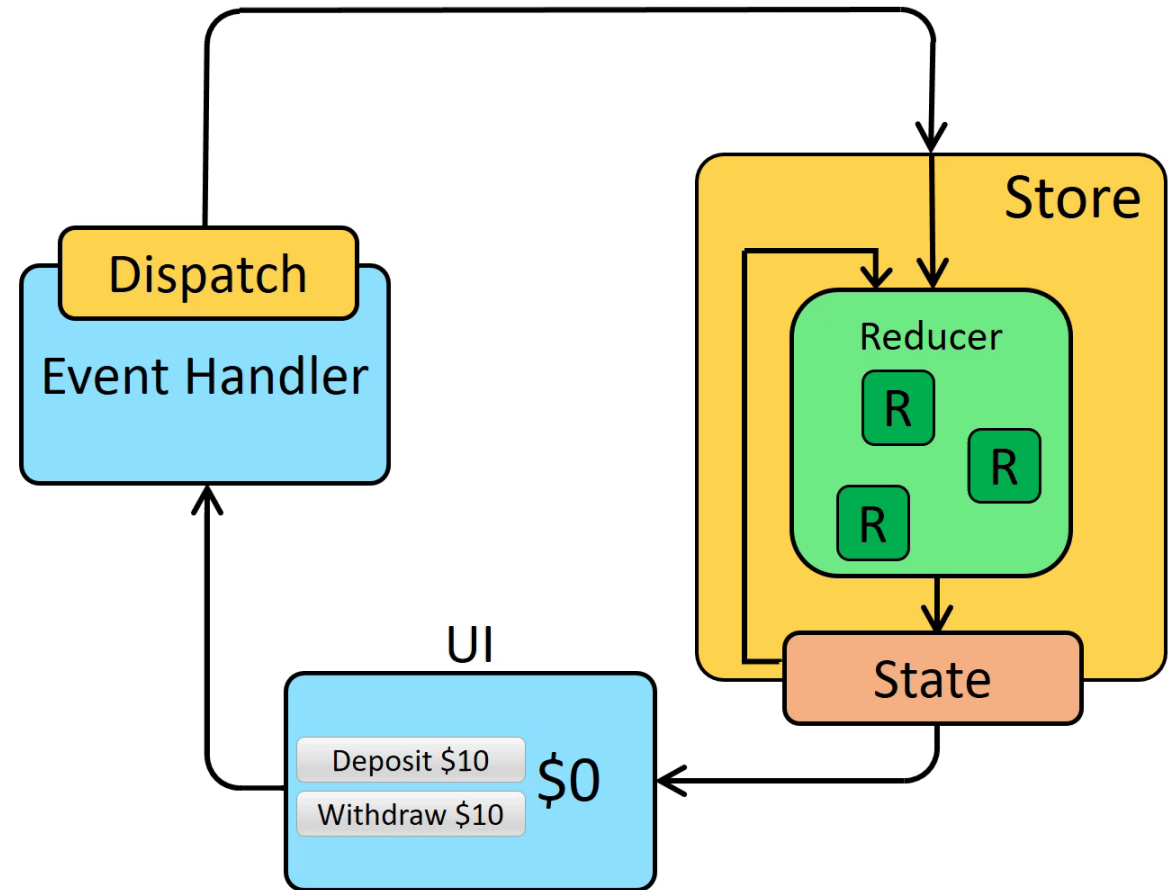 Store
Dispatch
Event Handler
Reducer
R
R
R
UI
State
Deposit $10
$0
Withdraw $10